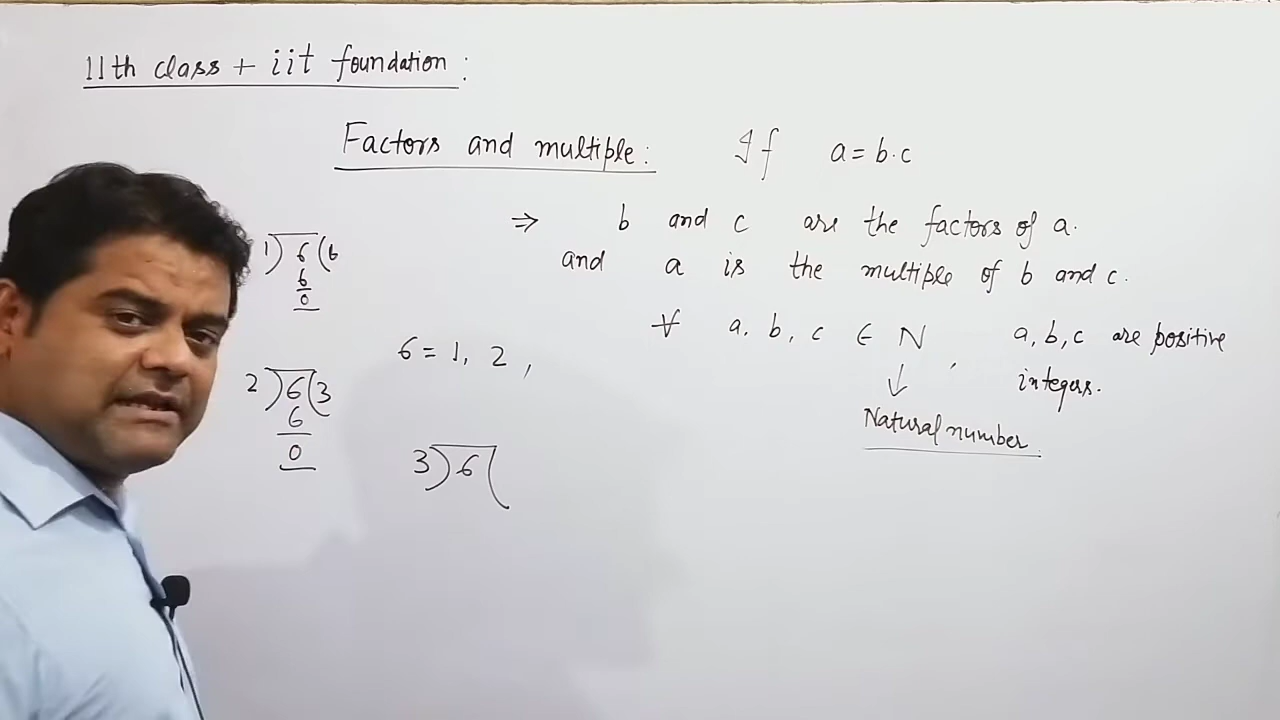 11th class + iit foundation:
Factors and multiple: If a = b.c
⇒ b and c are the factors of a.
and a is the multiple of b and c.
∀ a, b, c ∈ N, a, b, c are positive
integers.
↓
Natural number.
1) 6 (6
6
0
6 = 1, 2,
2) 6 (3
6
0
3) 6 (